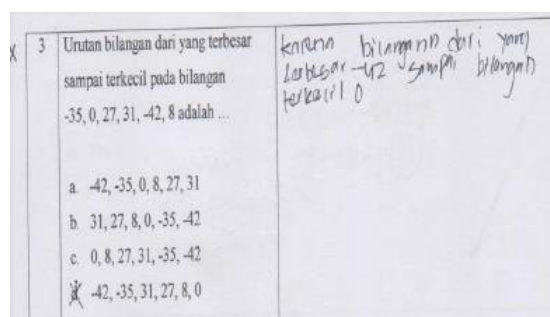 x 3 Urutan bilangan dari yang terbesar
sampai terkecil pada bilangan
-35, 0, 27, 31, -42, 8 adalah ...
a. -42, -35, 0, 8, 27, 31
b. 31, 27, 8, 0, -35, -42
c. 0, 8, 27, 31, -35, -42
-42, -35, 31, 27, 8, 0
karena bilangan dari yang
terbesar -42 sampai bilangan
terkecil 0